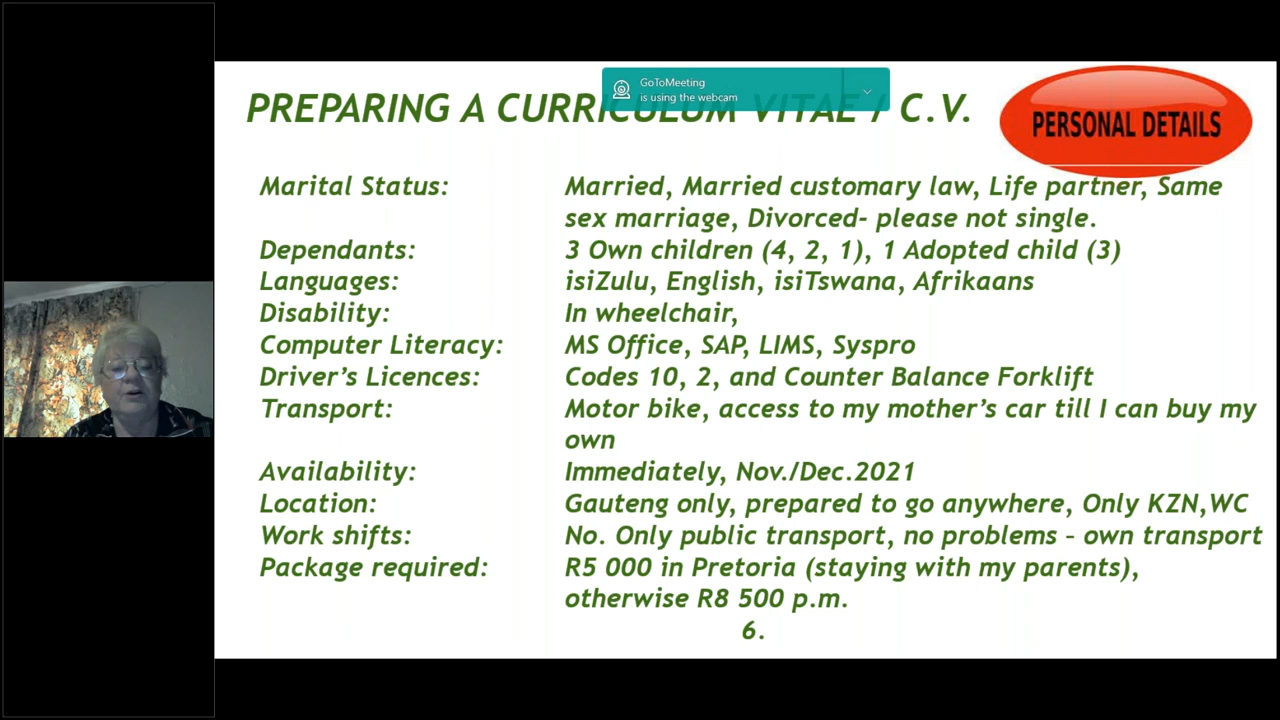 GoToMeeting
is using the webcam
PREPARING A CURRICULUM VITAE / C.V.
PERSONAL DETAILS
Marital Status: Married, Married customary law, Life partner, Same
sex marriage, Divorced- please not single.
Dependants: 3 Own children (4, 2, 1), 1 Adopted child (3)
Languages: isiZulu, English, isiTswana, Afrikaans
Disability: In wheelchair,
Computer Literacy: MS Office, SAP, LIMS, Syspro
Driver's Licences: Codes 10, 2, and Counter Balance Forklift
Transport: Motor bike, access to my mother's car till I can buy my
own
Availability: Immediately, Nov./Dec.2021
Location: Gauteng only, prepared to go anywhere, Only KZN,WC
Work shifts: No. Only public transport, no problems – own transport
Package required: R5 000 in Pretoria (staying with my parents),
otherwise R8 500 p.m.
6.